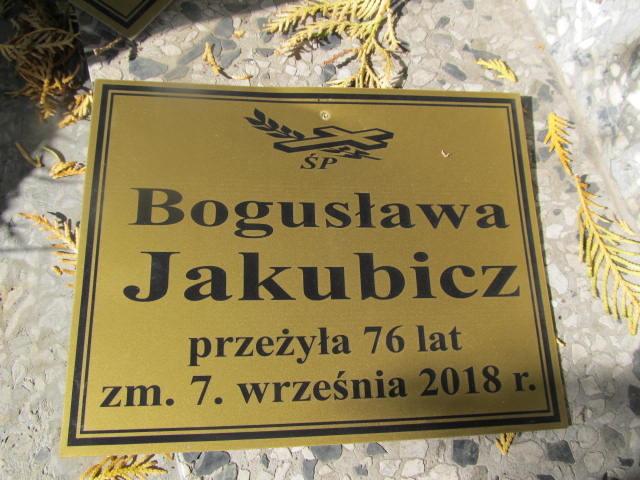 ŚP
Bogusława
Jakubicz
przeżyła 76 lat
zm. 7. września 2018 r.